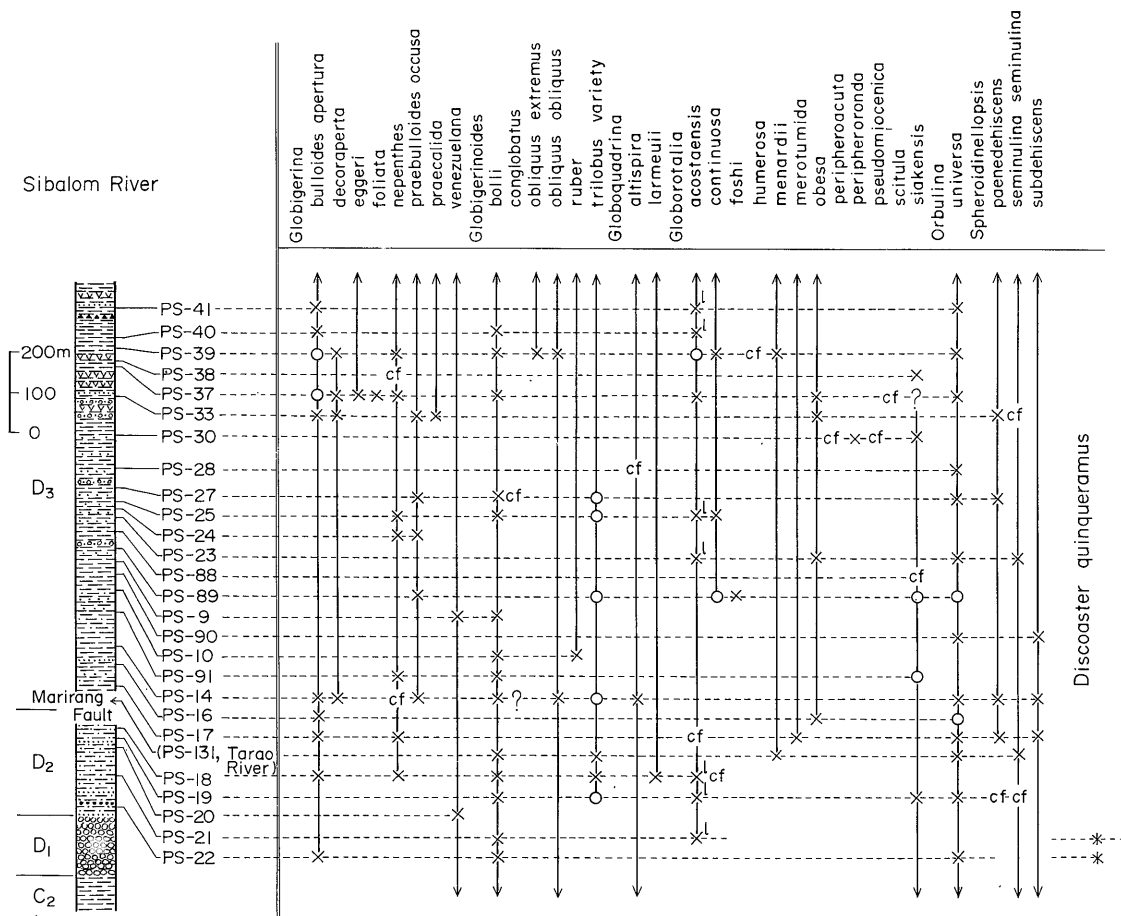 Sibalom River
Globigerina
bulloides apertura
decoraperta
eggeri
foliata
nepenthes
praebulloides occusa
praecalida
venezuelana
Globigerinoides
bolli
conglobatus
obliquus extremus
obliquus obliquus
ruber
trilobus variety
Globoquadrina
altispira
larmeuii
Globorotalia
acostaensis
continuosa
foshi
humerosa
menardii
merotumida
obesa
peripheroacuta
peripheroronda
pseudomiocenica
scitula
siakensis
Orbulina
universa
Spheroidinellopsis
paenedehiscens
seminulina seminulina
subdehiscens
PS-41 l
PS-40 l
200m PS-39 cf
PS-38 cf
100 PS-37 cf ?
PS-33 cf
0 PS-30 cf cf
PS-28 cf
D3 PS-27 cf
PS-25 l
PS-24
PS-23 l
PS-88 cf
PS-89
PS-9
PS-90
PS-10
PS-91
Marirang PS-14 cf ?
Fault PS-16
PS-17 cf
(PS-131, Tarao
River)
D2 PS-18 l cf
PS-19 l cf cf
PS-20
D1 PS-21 l
PS-22
C2
Discoaster quinqueramus